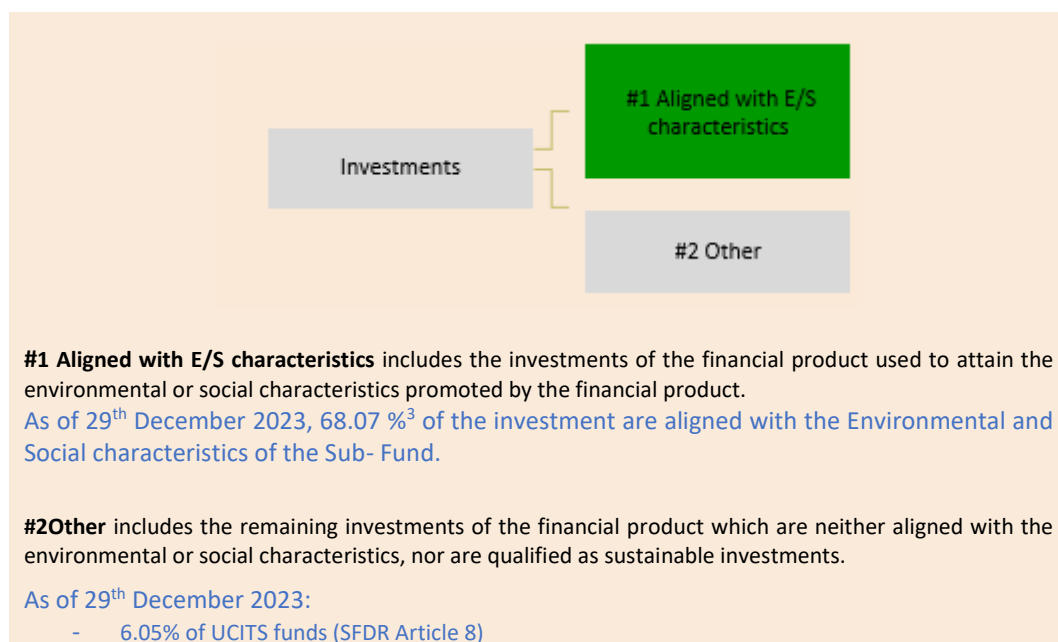 #1 Aligned with E/S
characteristics
Investments
#2 Other
#1 Aligned with E/S characteristics includes the investments of the financial product used to attain the
environmental or social characteristics promoted by the financial product.
As of 29th December 2023, 68.07 %3 of the investment are aligned with the Environmental and
Social characteristics of the Sub- Fund.
#2Other includes the remaining investments of the financial product which are neither aligned with the
environmental or social characteristics, nor are qualified as sustainable investments.
As of 29th December 2023:
- 6.05% of UCITS funds (SFDR Article 8)